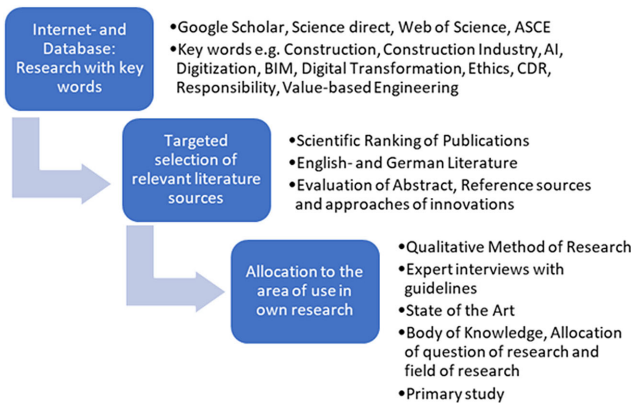 Internet- and
Database:
Research with key
words
•Google Scholar, Science direct, Web of Science, ASCE
•Key words e.g. Construction, Construction Industry, AI,
Digitization, BIM, Digital Transformation, Ethics, CDR,
Responsibility, Value-based Engineering
Targeted
selection of
relevant literature
sources
•Scientific Ranking of Publications
•English- and German Literature
•Evaluation of Abstract, Reference sources
and approaches of innovations
Allocation to the
area of use in
own research
•Qualitative Method of Research
•Expert interviews with
guidelines
•State of the Art
•Body of Knowledge, Allocation
of question of research and
field of research
•Primary study